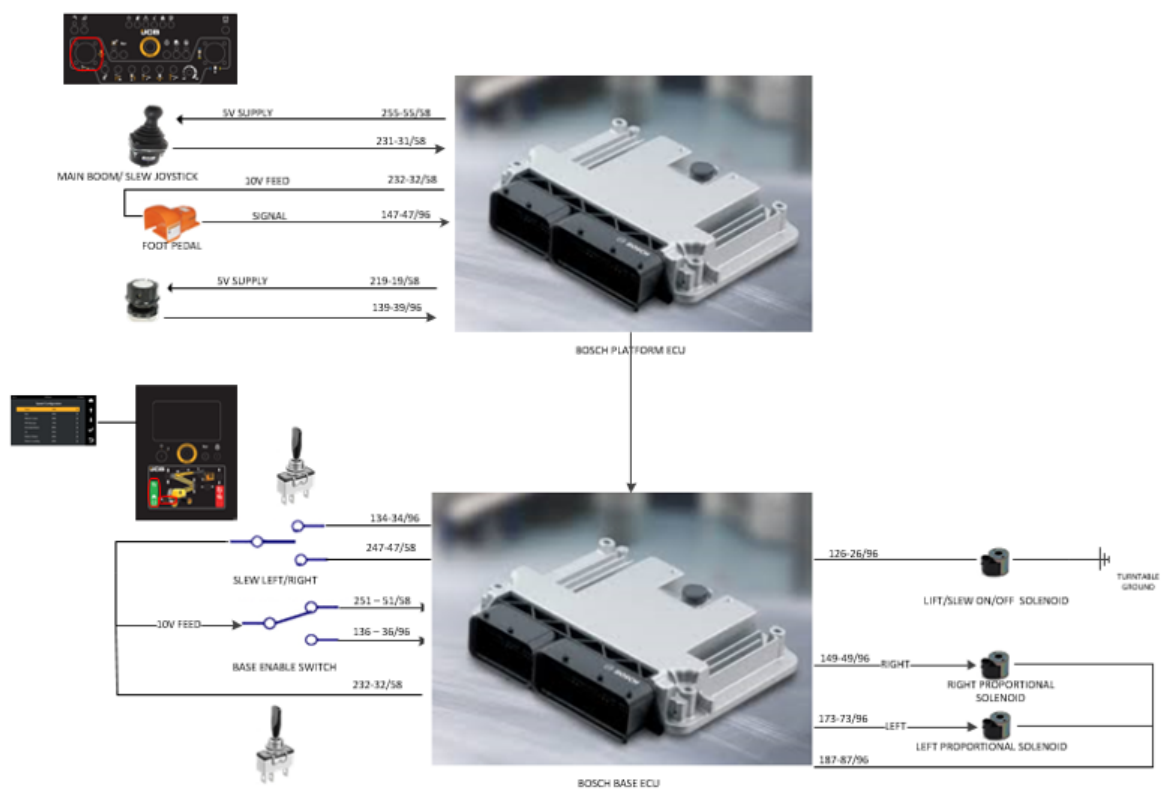 JCB
5V SUPPLY 255-55/58
231-31/58
MAIN BOOM/ SLEW JOYSTICK
10V FEED 232-32/58
SIGNAL 147-47/96
FOOT PEDAL
5V SUPPLY 219-19/58
139-39/96
BOSCH
BOSCH PLATFORM ECU
JCB
134-34/96
247-47/58
SLEW LEFT/RIGHT
251 – 51/58
10V FEED
136 – 36/96
BASE ENABLE SWITCH
232-32/58
BOSCH
BOSCH BASE ECU
126-26/96
TURNTABLE
GROUND
LIFT/SLEW ON/OFF SOLENOID
149-49/96 RIGHT
RIGHT PROPORTIONAL
SOLENOID
173-73/96 LEFT
LEFT PROPORTIONAL SOLENOID
187-87/96